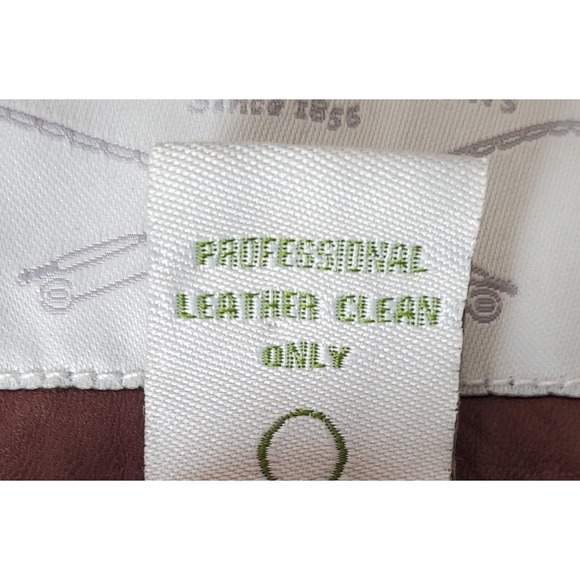 Since 1856
PROFESSIONAL
LEATHER CLEAN
ONLY